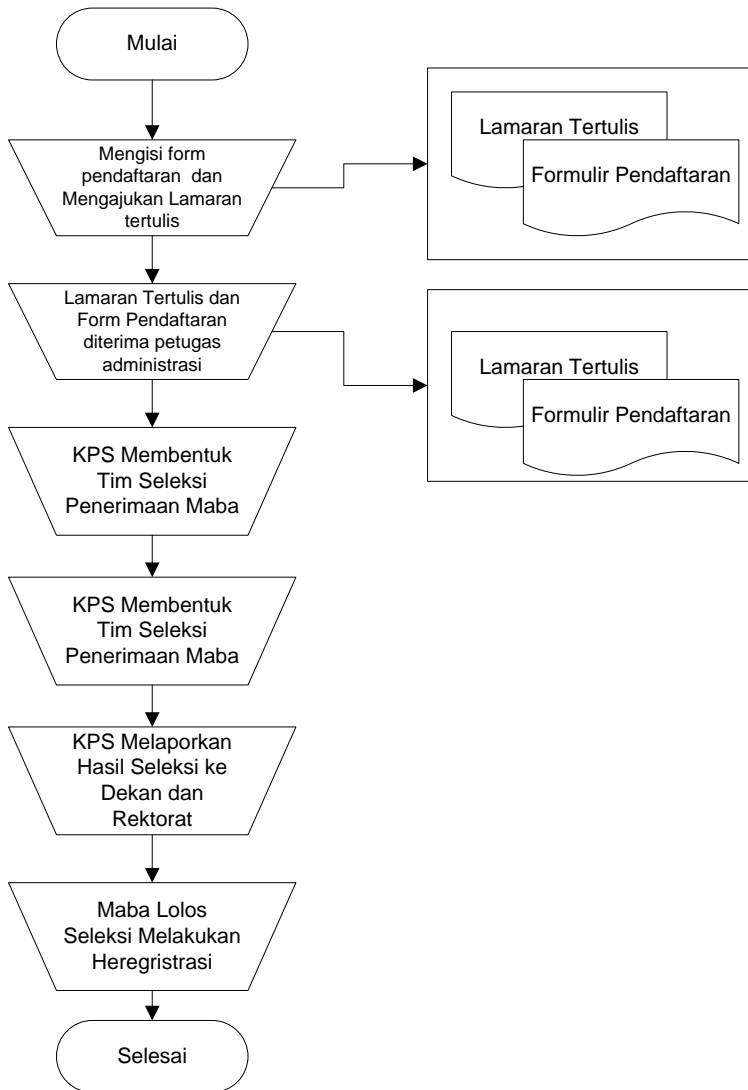 Mulai
Mengisi form
pendaftaran dan
Mengajukan Lamaran
tertulis
Lamaran Tertulis
Formulir Pendaftaran
Lamaran Tertulis dan
Form Pendaftaran
diterima petugas
administrasi
Lamaran Tertulis
Formulir Pendaftaran
KPS Membentuk
Tim Seleksi
Penerimaan Maba
KPS Membentuk
Tim Seleksi
Penerimaan Maba
KPS Melaporkan
Hasil Seleksi ke
Dekan dan
Rektorat
Maba Lolos
Seleksi Melakukan
Heregristrasi
Selesai